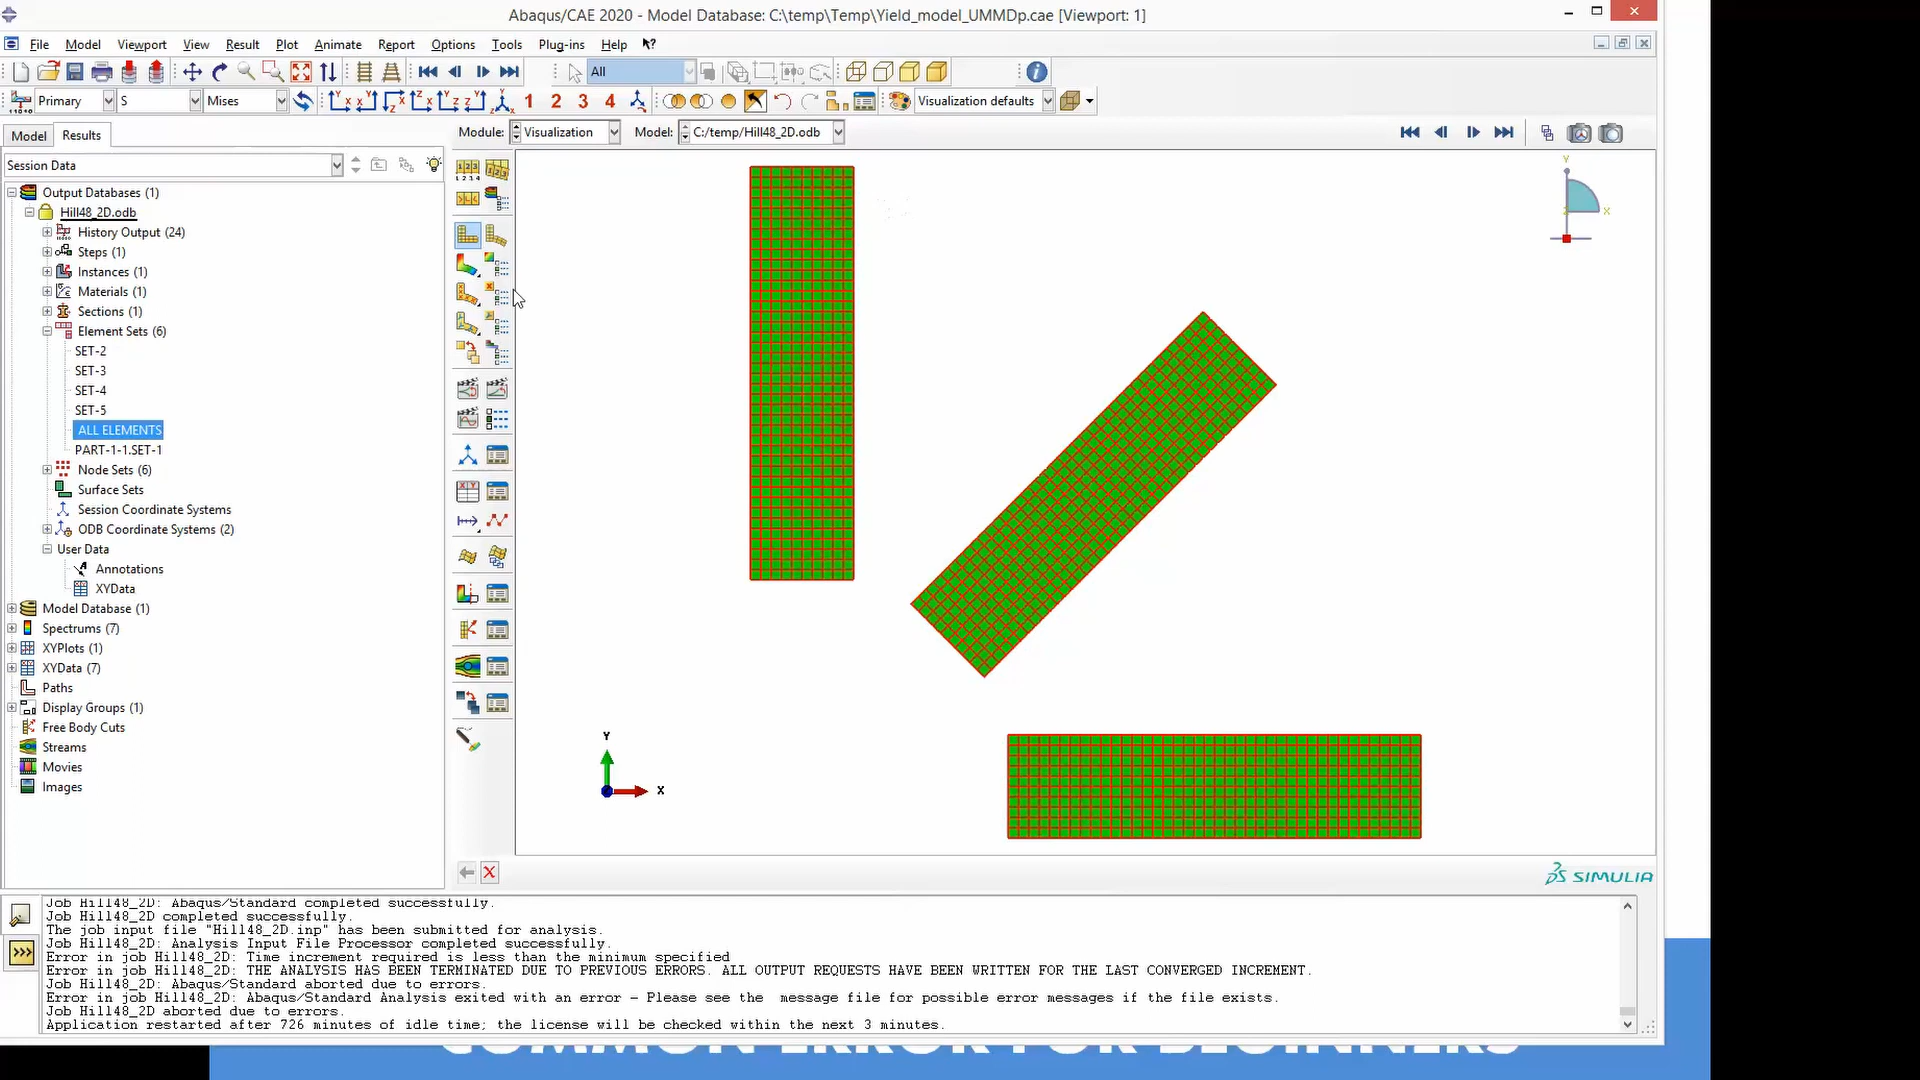 Abaqus/CAE 2020 - Model Database: C:\temp\Temp\Yield_model_UMMDp.cae [Viewport: 1]
File Model Viewport View Result Plot Animate Report Options Tools Plug-ins Help
All
Primary S Mises 1 2 3 4 Visualization defaults
Model Results Module: Visualization Model: C:/temp/Hill48_2D.odb
Session Data
Output Databases (1)
Hill48_2D.odb
History Output (24)
Steps (1)
Instances (1)
Materials (1)
Sections (1)
Element Sets (6)
SET-2
SET-3
SET-4
SET-5
ALL ELEMENTS
PART-1-1.SET-1
Node Sets (6)
Surface Sets
Session Coordinate Systems
ODB Coordinate Systems (2)
User Data
Annotations
XYData
Model Database (1)
Spectrums (7)
XYPlots (1)
XYData (7)
Paths
Display Groups (1)
Free Body Cuts
Streams
Movies
Images
Y
X
Y
X
SIMULIA
Job Hill48_2D: Abaqus/Standard completed successfully.
Job Hill48_2D completed successfully.
The job input file "Hill48_2D.inp" has been submitted for analysis.
Job Hill48_2D: Analysis Input File Processor completed successfully.
Error in job Hill48_2D: Time increment required is less than the minimum specified
Error in job Hill48_2D: THE ANALYSIS HAS BEEN TERMINATED DUE TO PREVIOUS ERRORS. ALL OUTPUT REQUESTS HAVE BEEN WRITTEN FOR THE LAST CONVERGED INCREMENT.
Job Hill48_2D: Abaqus/Standard aborted due to errors.
Error in job Hill48_2D: Abaqus/Standard Analysis exited with an error - Please see the  message file for possible error messages if the file exists.
Job Hill48_2D aborted due to errors.
Application restarted after 726 minutes of idle time; the license will be checked within the next 3 minutes.
COMMON ERROR FOR BEGINNERS